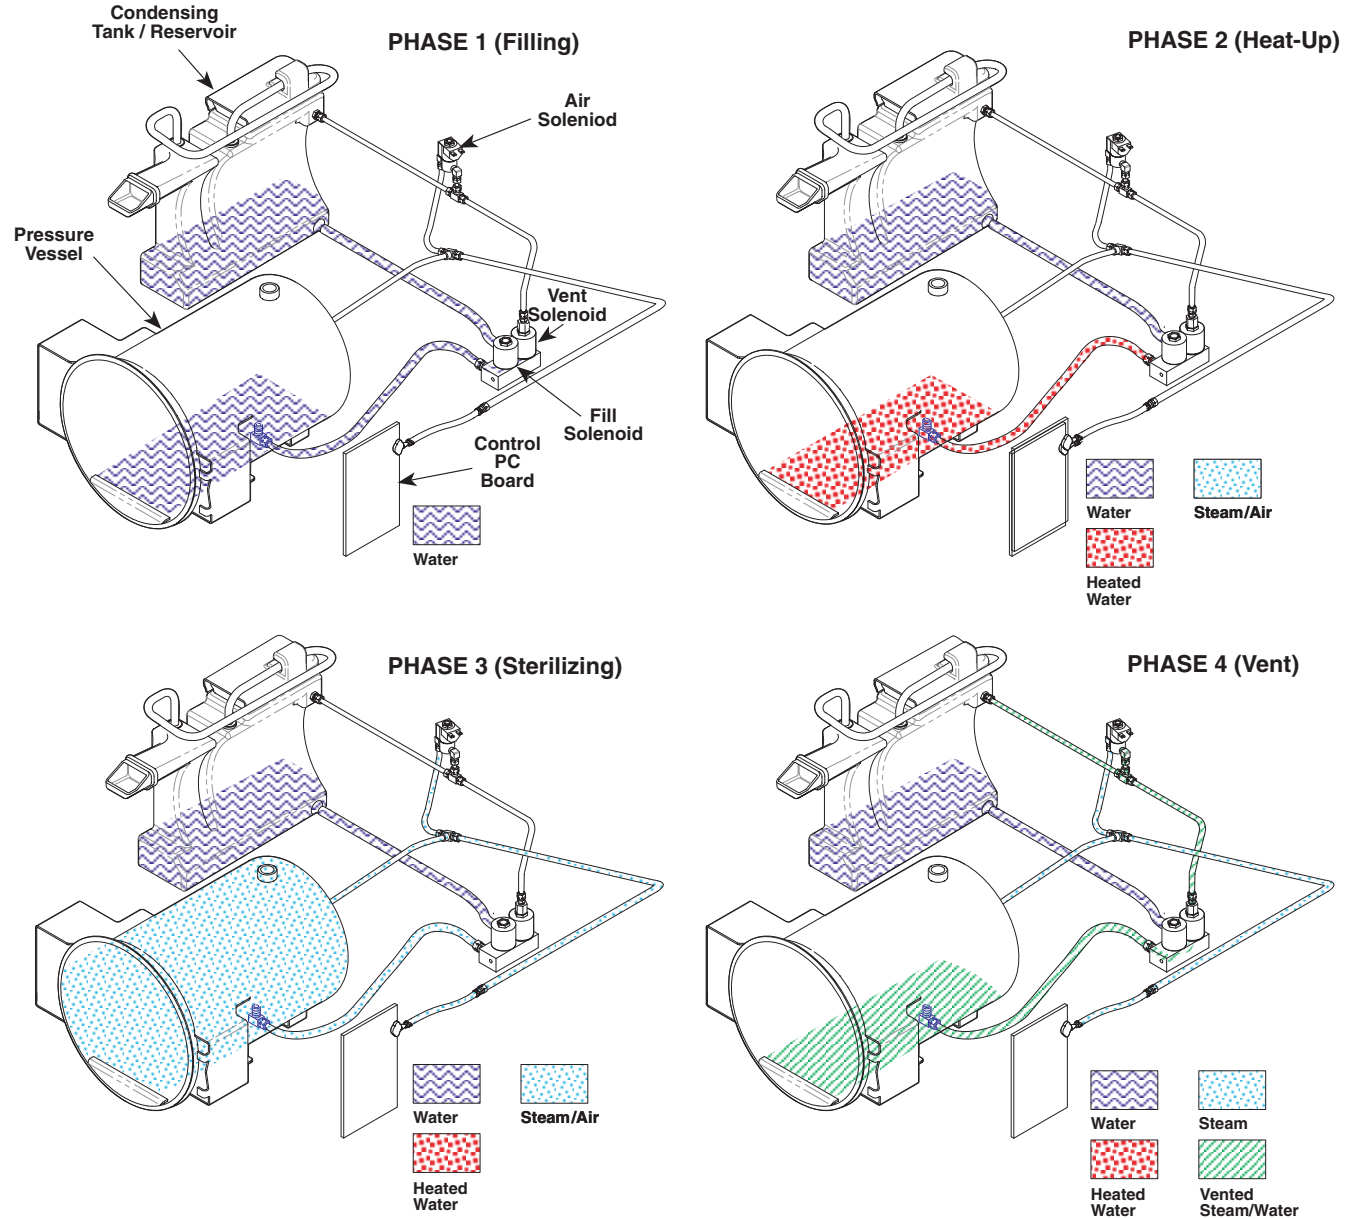 PHASE 1 (Filling)
Condensing
Tank / Reservoir
Air
Soleniod
Pressure
Vessel
Vent
Solenoid
Fill
Solenoid
Control
PC
Board
Water
PHASE 2 (Heat-Up)
Water
Steam/Air
Heated
Water
PHASE 3 (Sterilizing)
Water
Steam/Air
Heated
Water
PHASE 4 (Vent)
Water
Steam
Heated
Water
Vented
Steam/Water